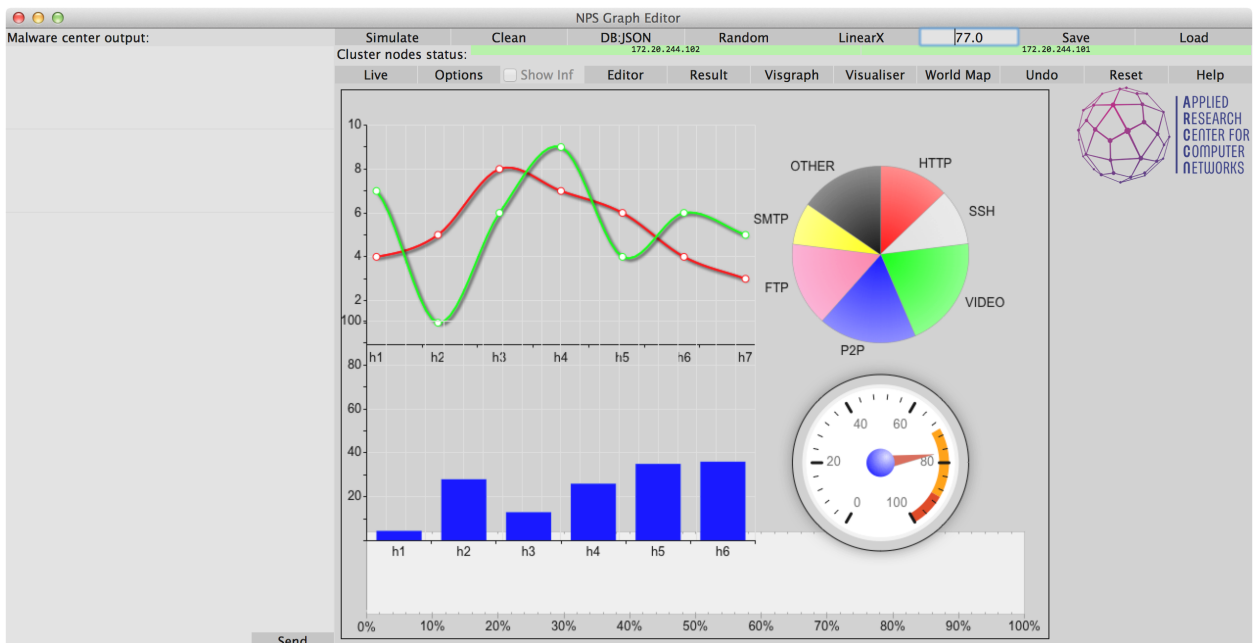 NPS Graph Editor
Malware center output:
Simulate Clean DB:JSON Random LinearX 77.0 Save Load
Cluster nodes status: 172.20.244.102 172.20.244.101
Live Options Show Inf Editor Result Visgraph Visualiser World Map Undo Reset Help
APPLIED
RESEARCH
CENTER FOR
COMPUTER
NETWORKS
10
8
6
4
2
h1 h2 h3 h4 h5 h6 h7
OTHER HTTP
SMTP SSH
FTP VIDEO
P2P
100
80
60
40
20
h1 h2 h3 h4 h5 h6
40 60
20 80
0 100
0% 10% 20% 30% 40% 50% 60% 70% 80% 90% 100%
Send